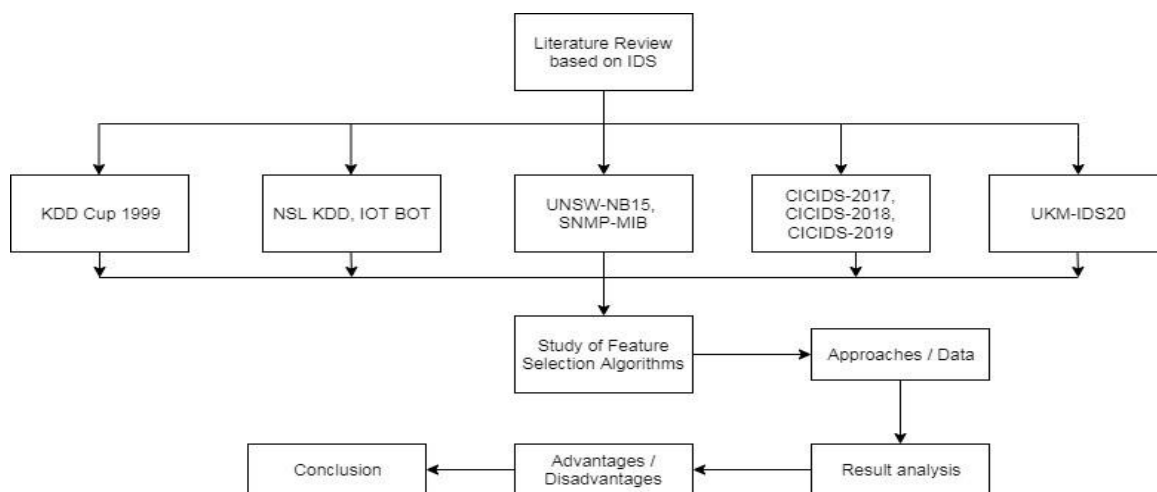 Literature Review
based on IDS
KDD Cup 1999
NSL KDD, IOT BOT
UNSW-NB15,
SNMP-MIB
CICIDS-2017,
CICIDS-2018,
CICIDS-2019
UKM-IDS20
Study of Feature
Selection Algorithms
Approaches / Data
Result analysis
Advantages /
Disadvantages
Conclusion